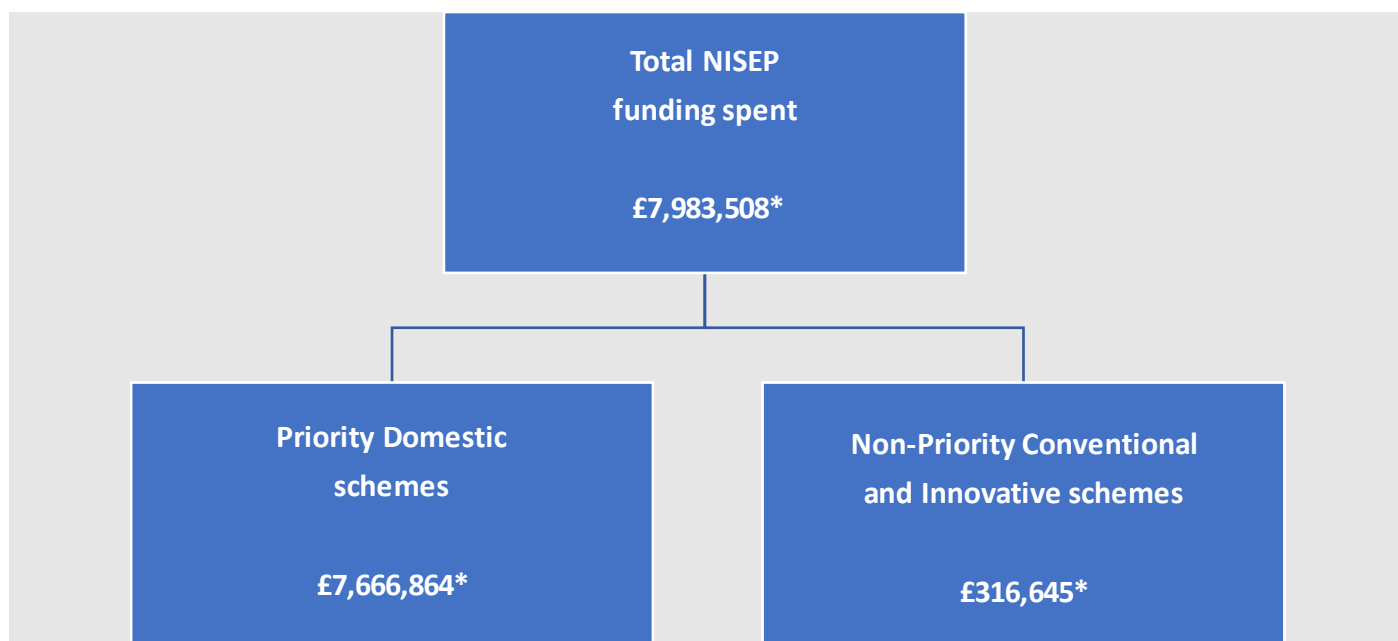 Total NISEP
funding spent
£7,983,508*
Priority Domestic
schemes
£7,666,864*
Non-Priority Conventional
and Innovative schemes
£316,645*